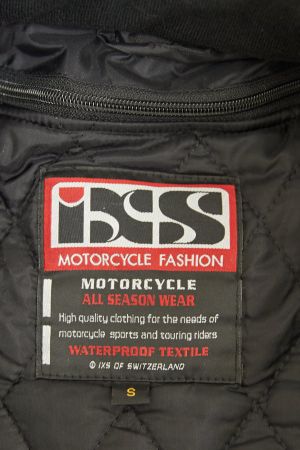 iXS
MOTORCYCLE FASHION
MOTORCYCLE
ALL SEASON WEAR
High quality clothing for the needs of
motorcycle sports and touring riders
WATERPROOF TEXTILE
© IXS OF SWITZERLAND
S